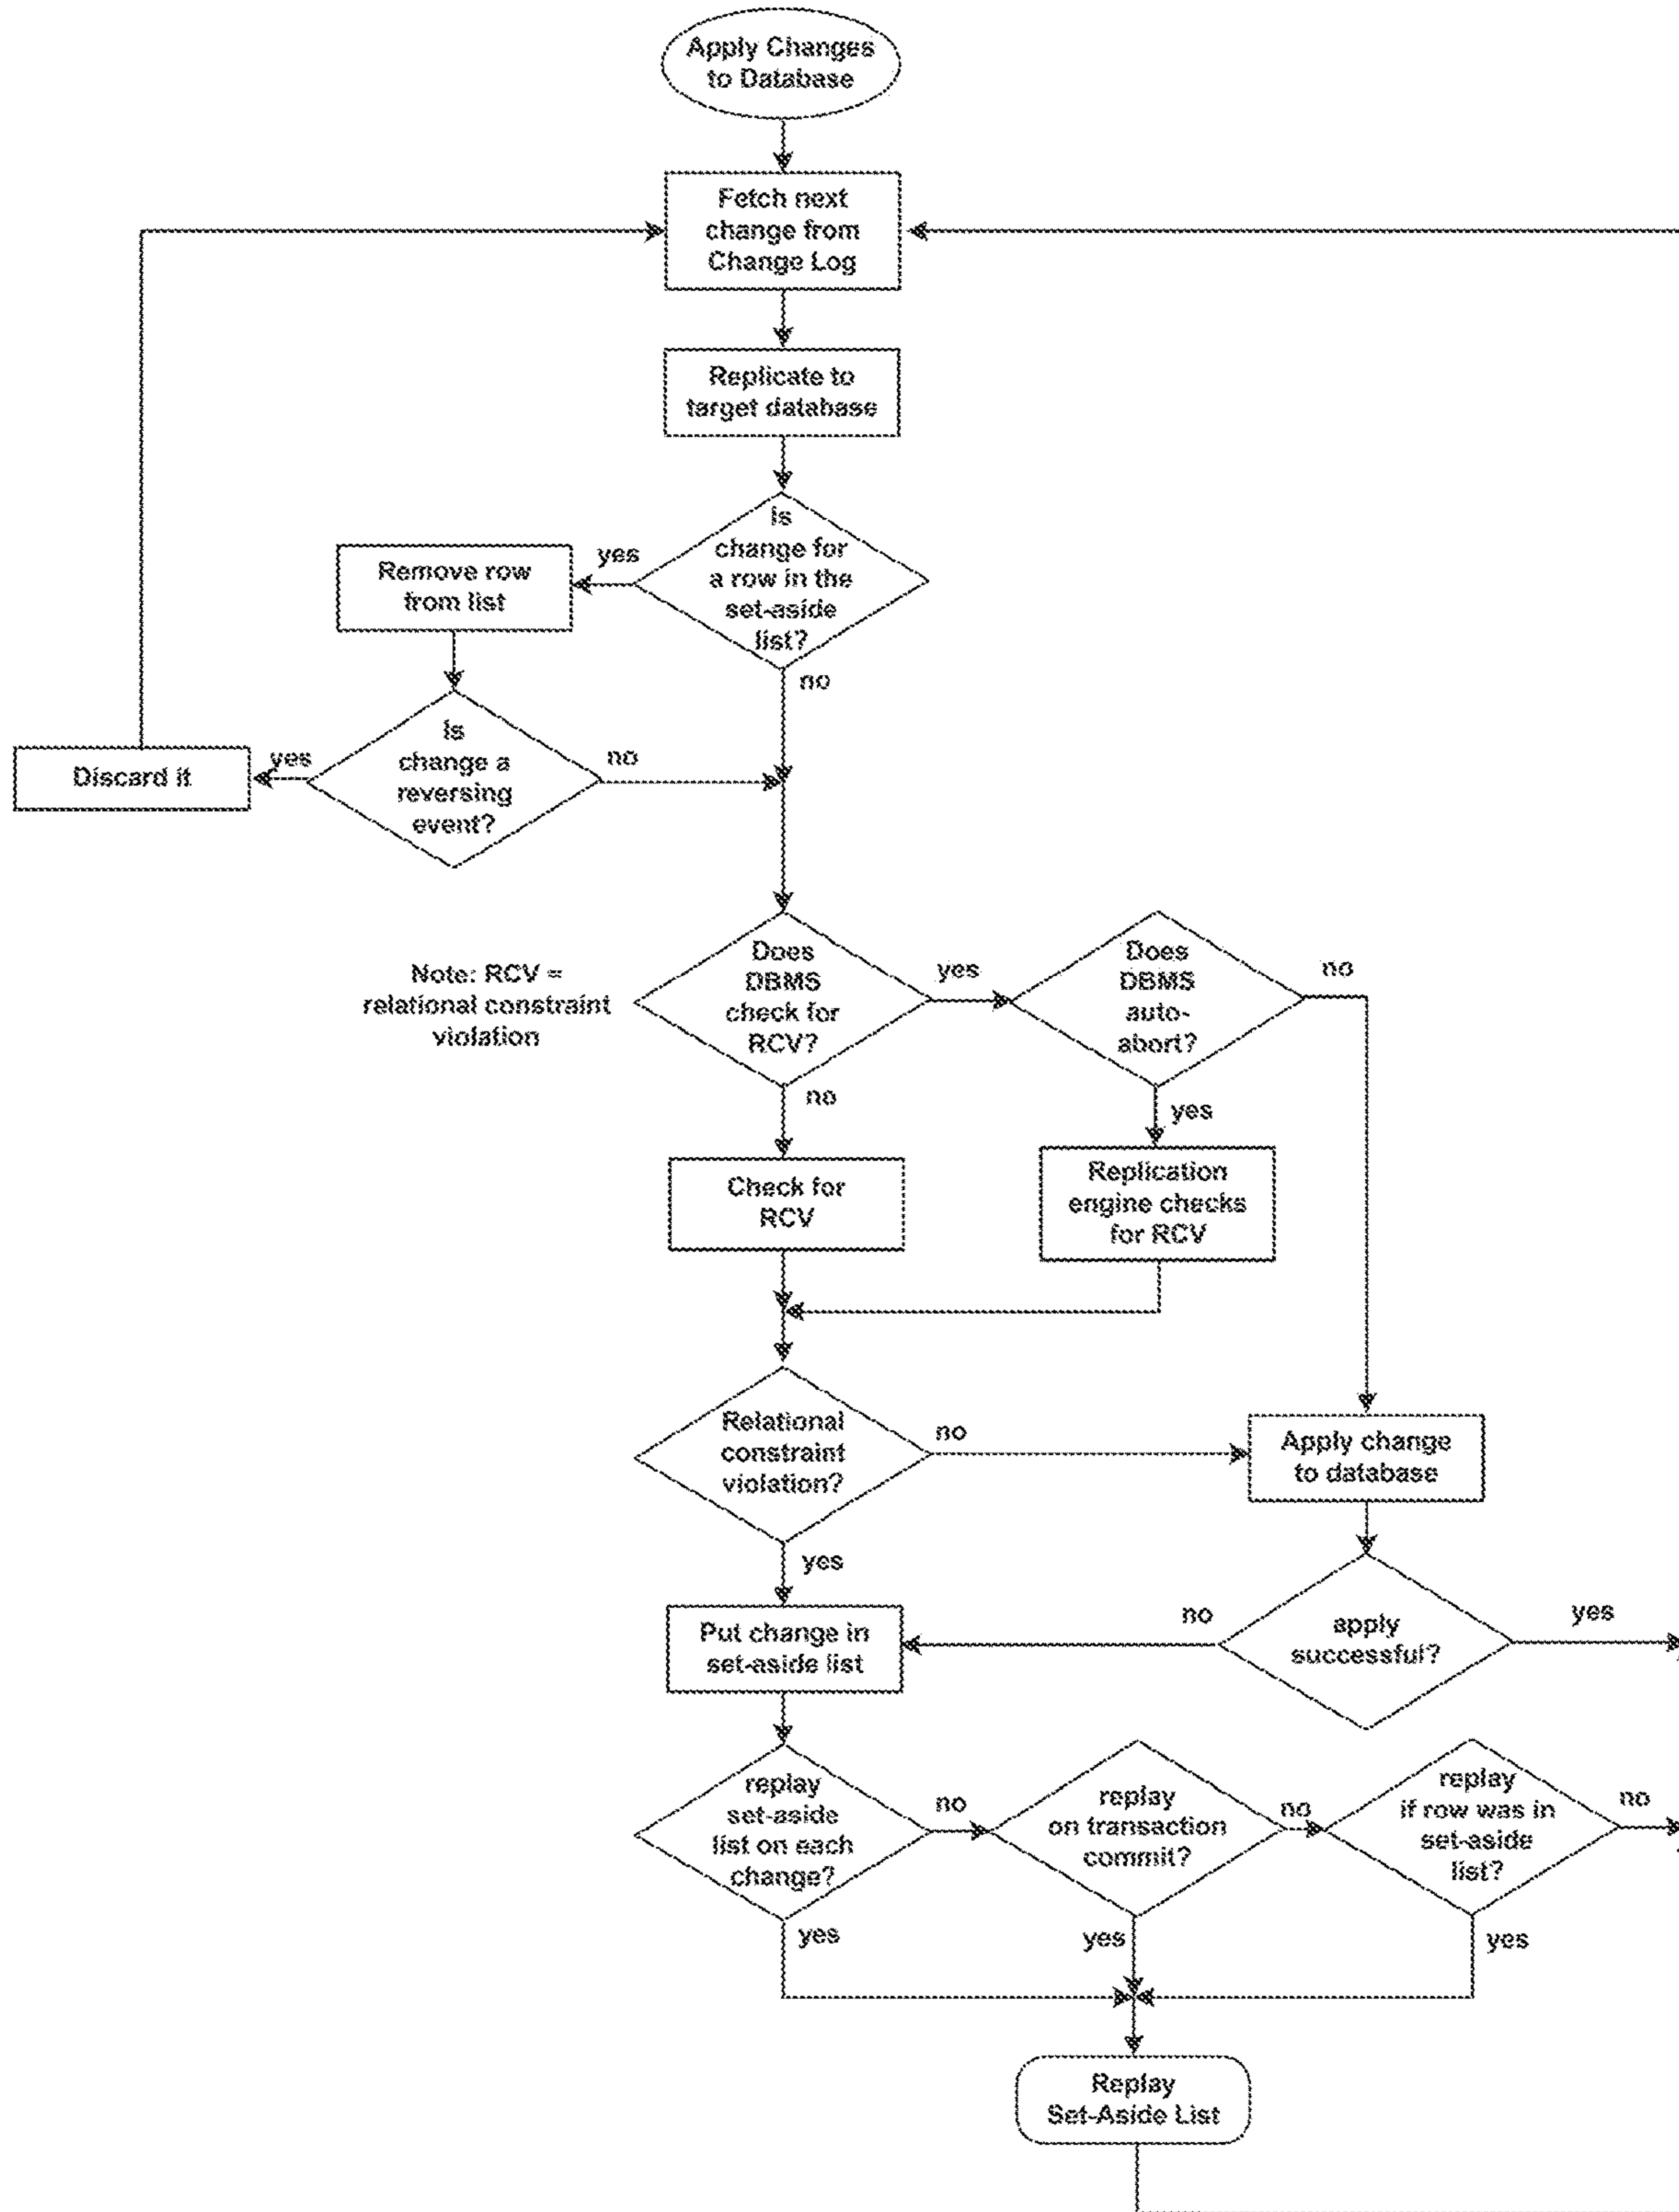 Apply Changes
to Database
Fetch next
change from
Change Log
Replicate to
target database
Is
change for
a row in the
set-aside
list?
yes
no
Remove row
from list
Is
change a
reversing
event?
yes
no
Discard it
Note: RCV =
relational constraint
violation
Does
DBMS
check for
RCV?
yes
no
Does
DBMS
auto-
abort?
no
yes
Check for
RCV
Replication
engine checks
for RCV
Relational
constraint
violation?
no
yes
Apply change
to database
Put change in
set-aside list
no
apply
successful?
yes
replay
set-aside
list on each
change?
no
yes
replay
on transaction
commit?
no
yes
replay
if row was in
set-aside
list?
no
yes
Replay
Set-Aside List